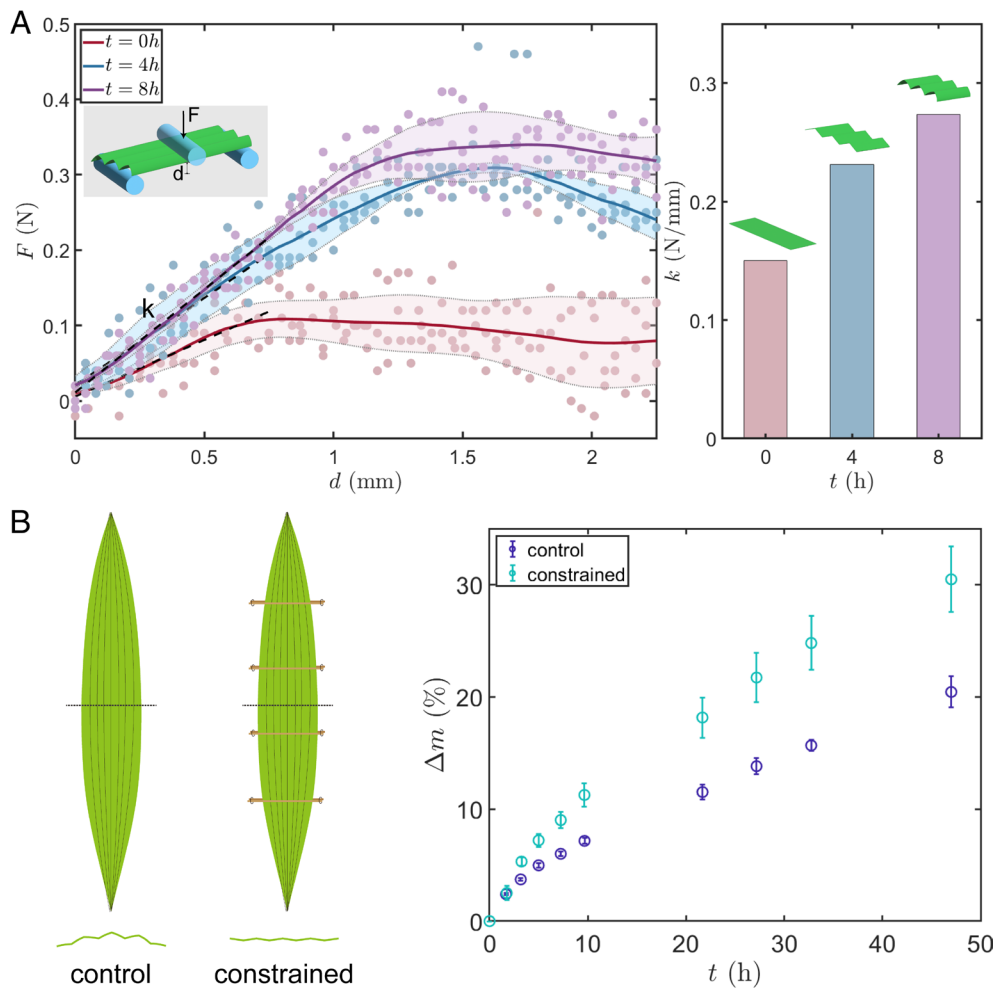 A
t = 0h
t = 4h
t = 8h
F
d
k
0.5
0.4
0.3
0.2
0.1
0
F (N)
0
0.5
1
1.5
2
d (mm)
0.3
0.2
0.1
0
k (N/mm)
0
4
8
t (h)
B
control
constrained
control
constrained
30
20
10
0
Δm (%)
0
10
20
30
40
50
t (h)